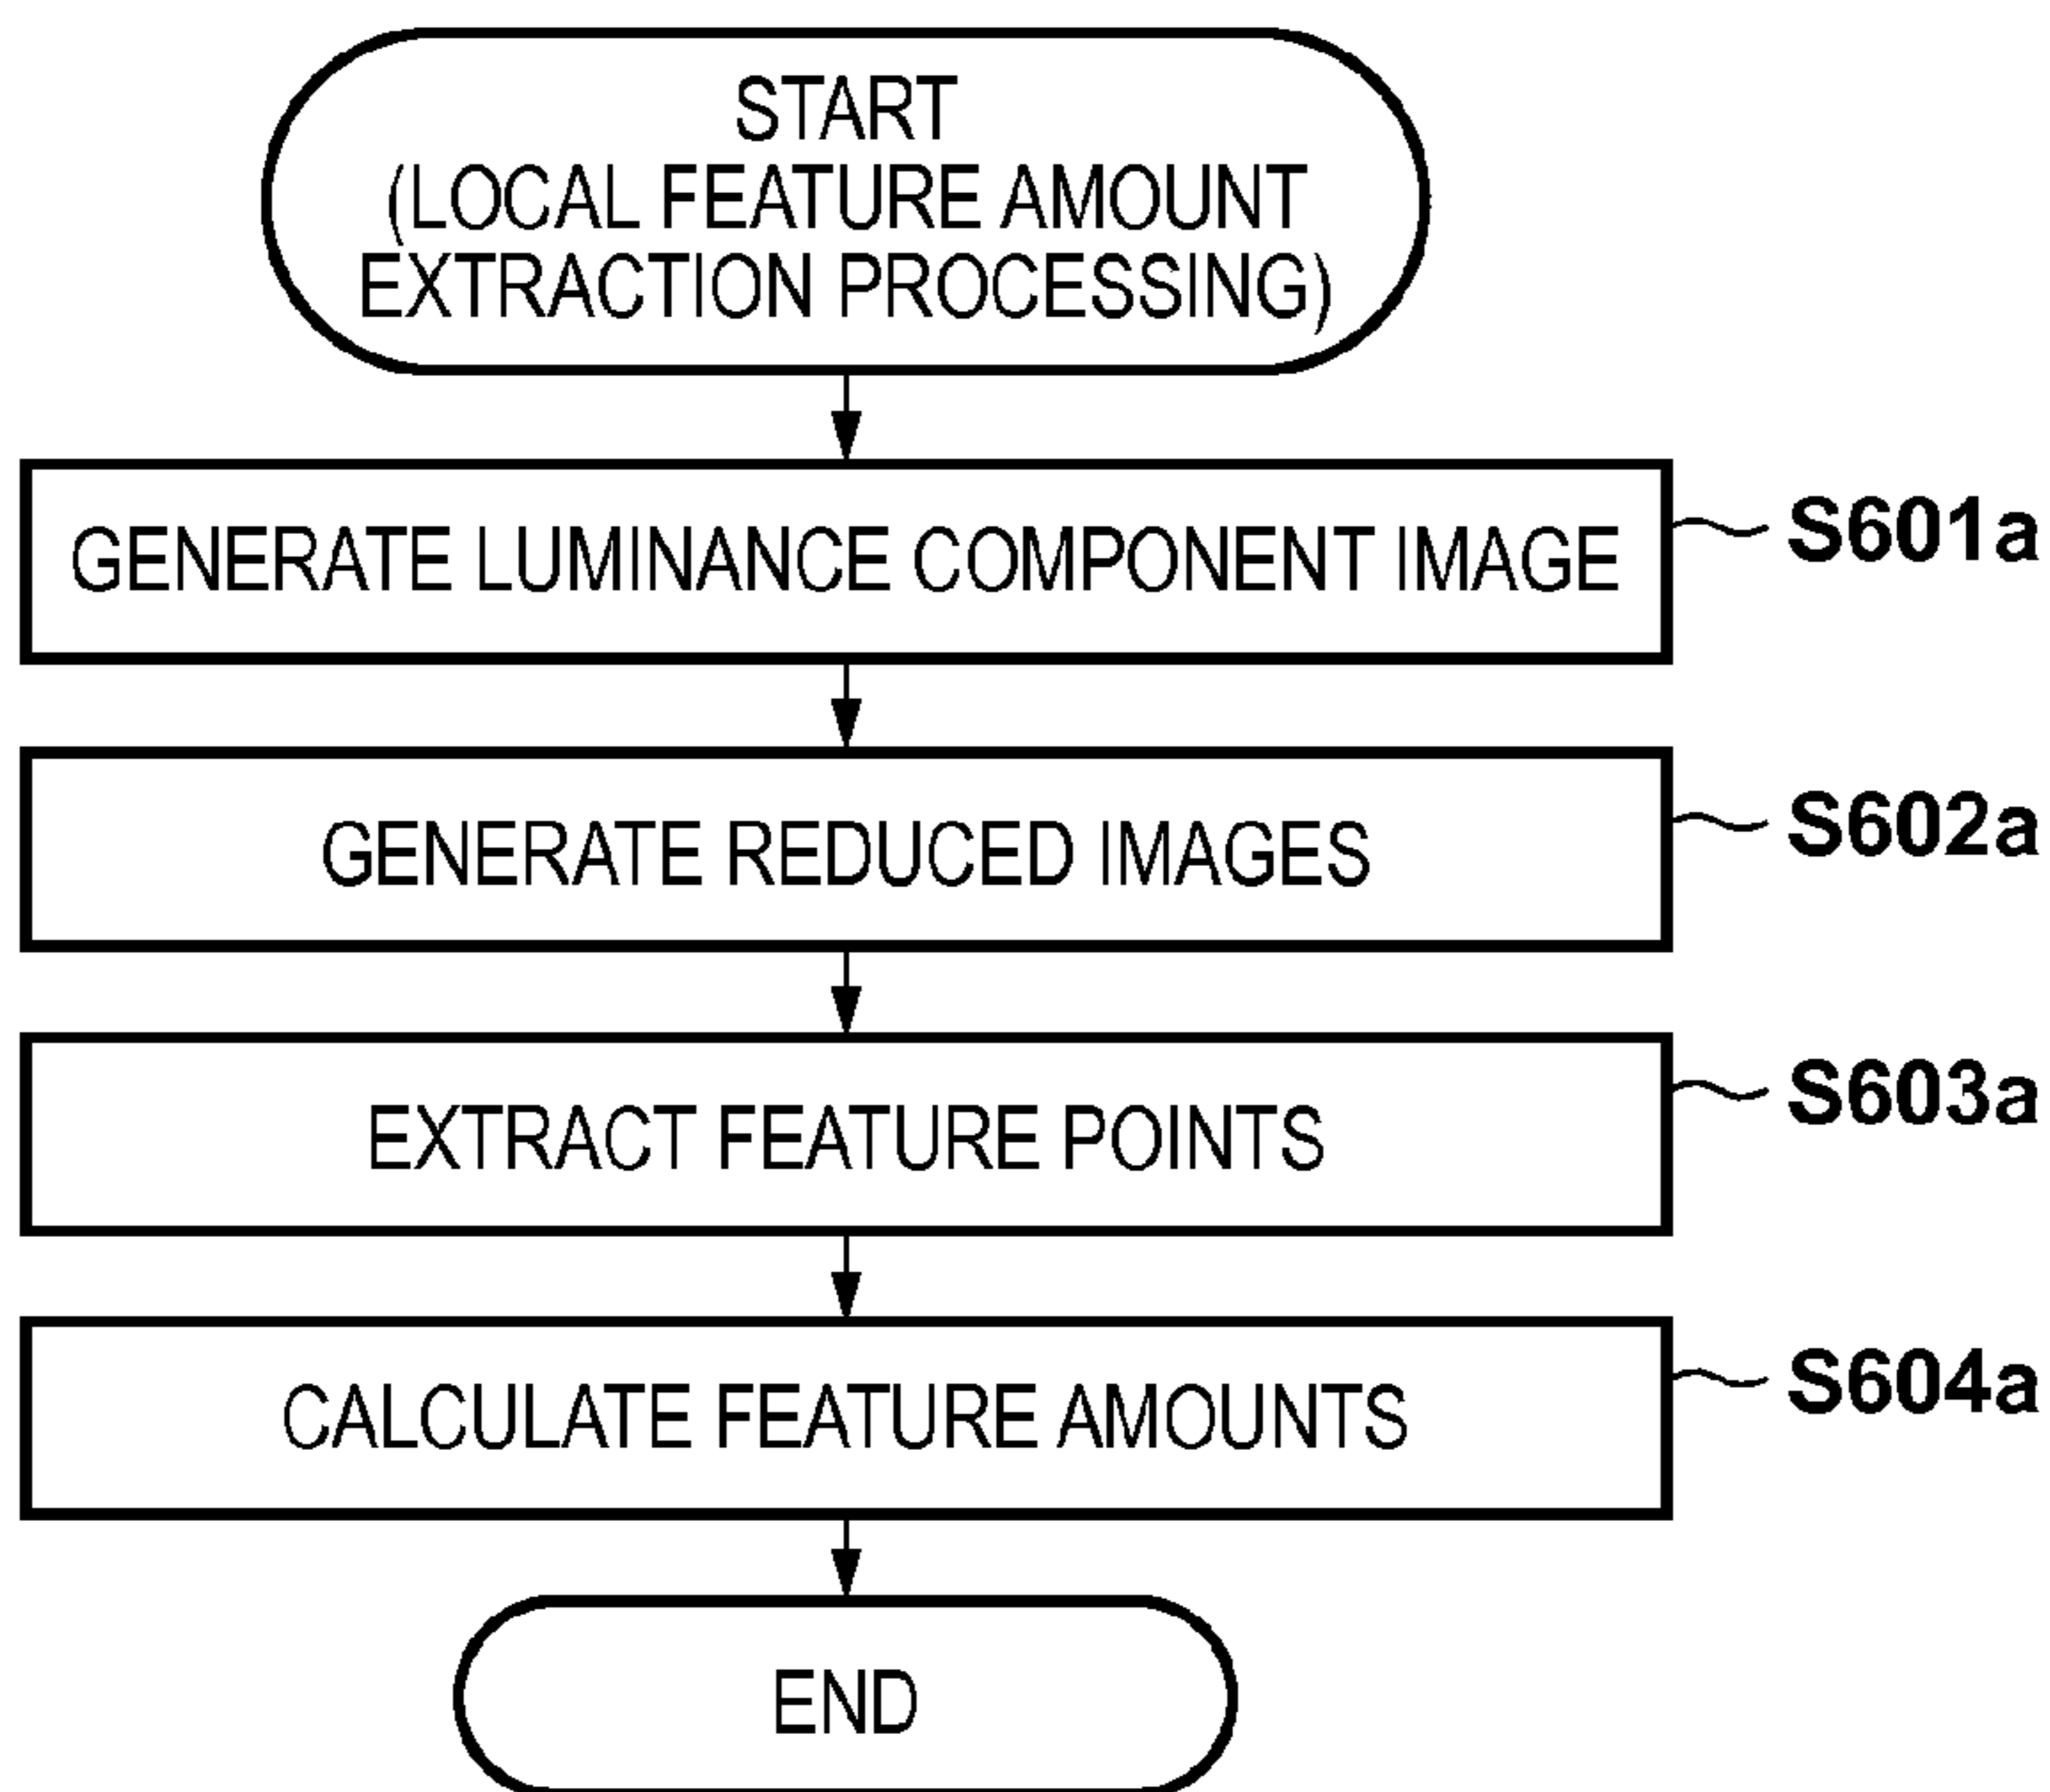 START
(LOCAL FEATURE AMOUNT
EXTRACTION PROCESSING)
GENERATE LUMINANCE COMPONENT IMAGE
S601a
GENERATE REDUCED IMAGES
S602a
EXTRACT FEATURE POINTS
S603a
CALCULATE FEATURE AMOUNTS
S604a
END